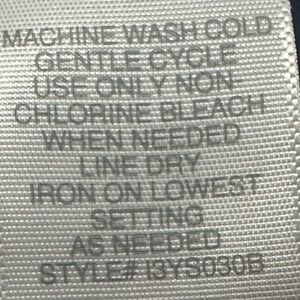 MACHINE WASH COLD
GENTLE CYCLE
USE ONLY NON-
CHLORINE BLEACH
WHEN NEEDED
LINE DRY
IRON ON LOWEST
SETTING
AS NEEDED
STYLE# I3YS030B